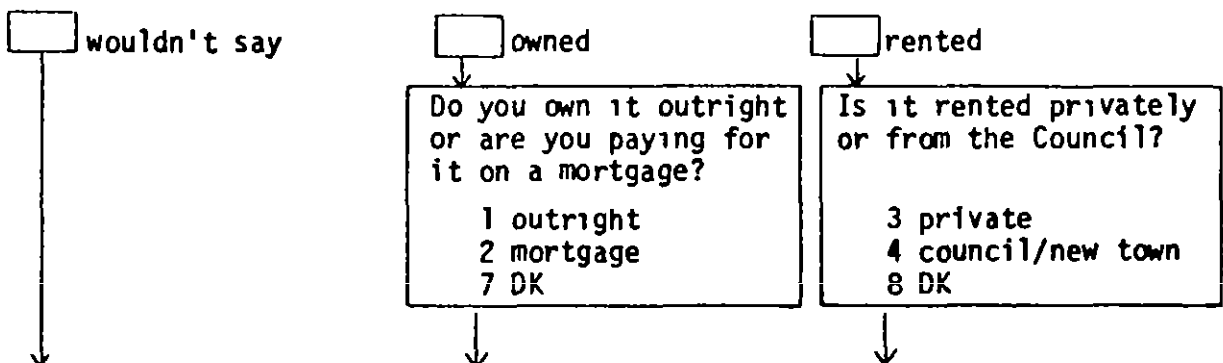 wouldn't say
owned
rented
Do you own it outright
or are you paying for
it on a mortgage?
1 outright
2 mortgage
7 DK
Is it rented privately
or from the Council?
3 private
4 council/new town
8 DK